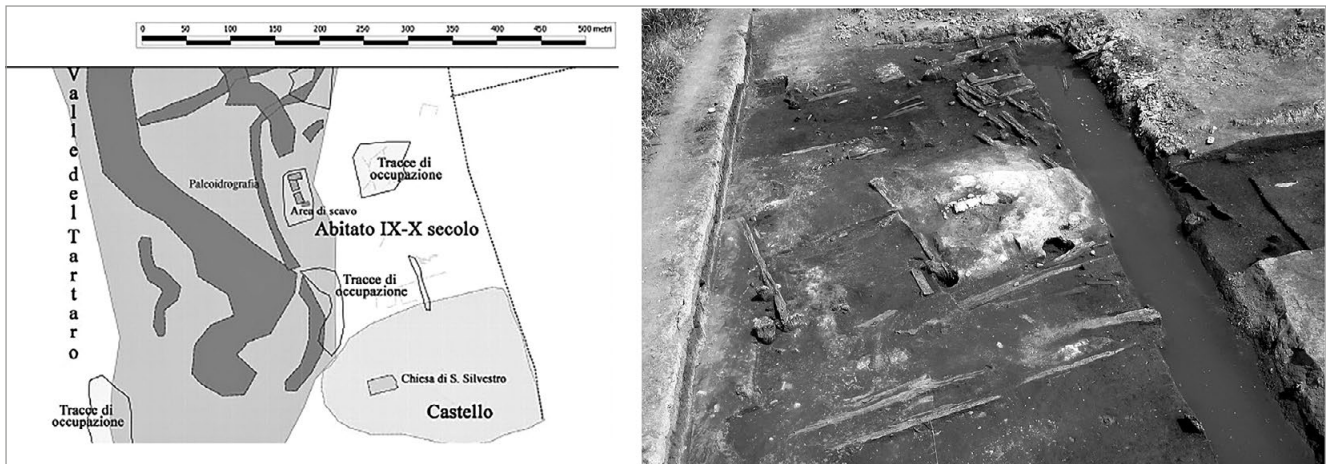 0 50 100 150 200 250 300 350 400 450 500 metri
Valle del Tartaro
Tracce di
occupazione
Paleoidrografia
Area di scavo
Abitato IX-X secolo
Tracce di
occupazione
Chiesa di S. Silvestro
Castello
Tracce di
occupazione